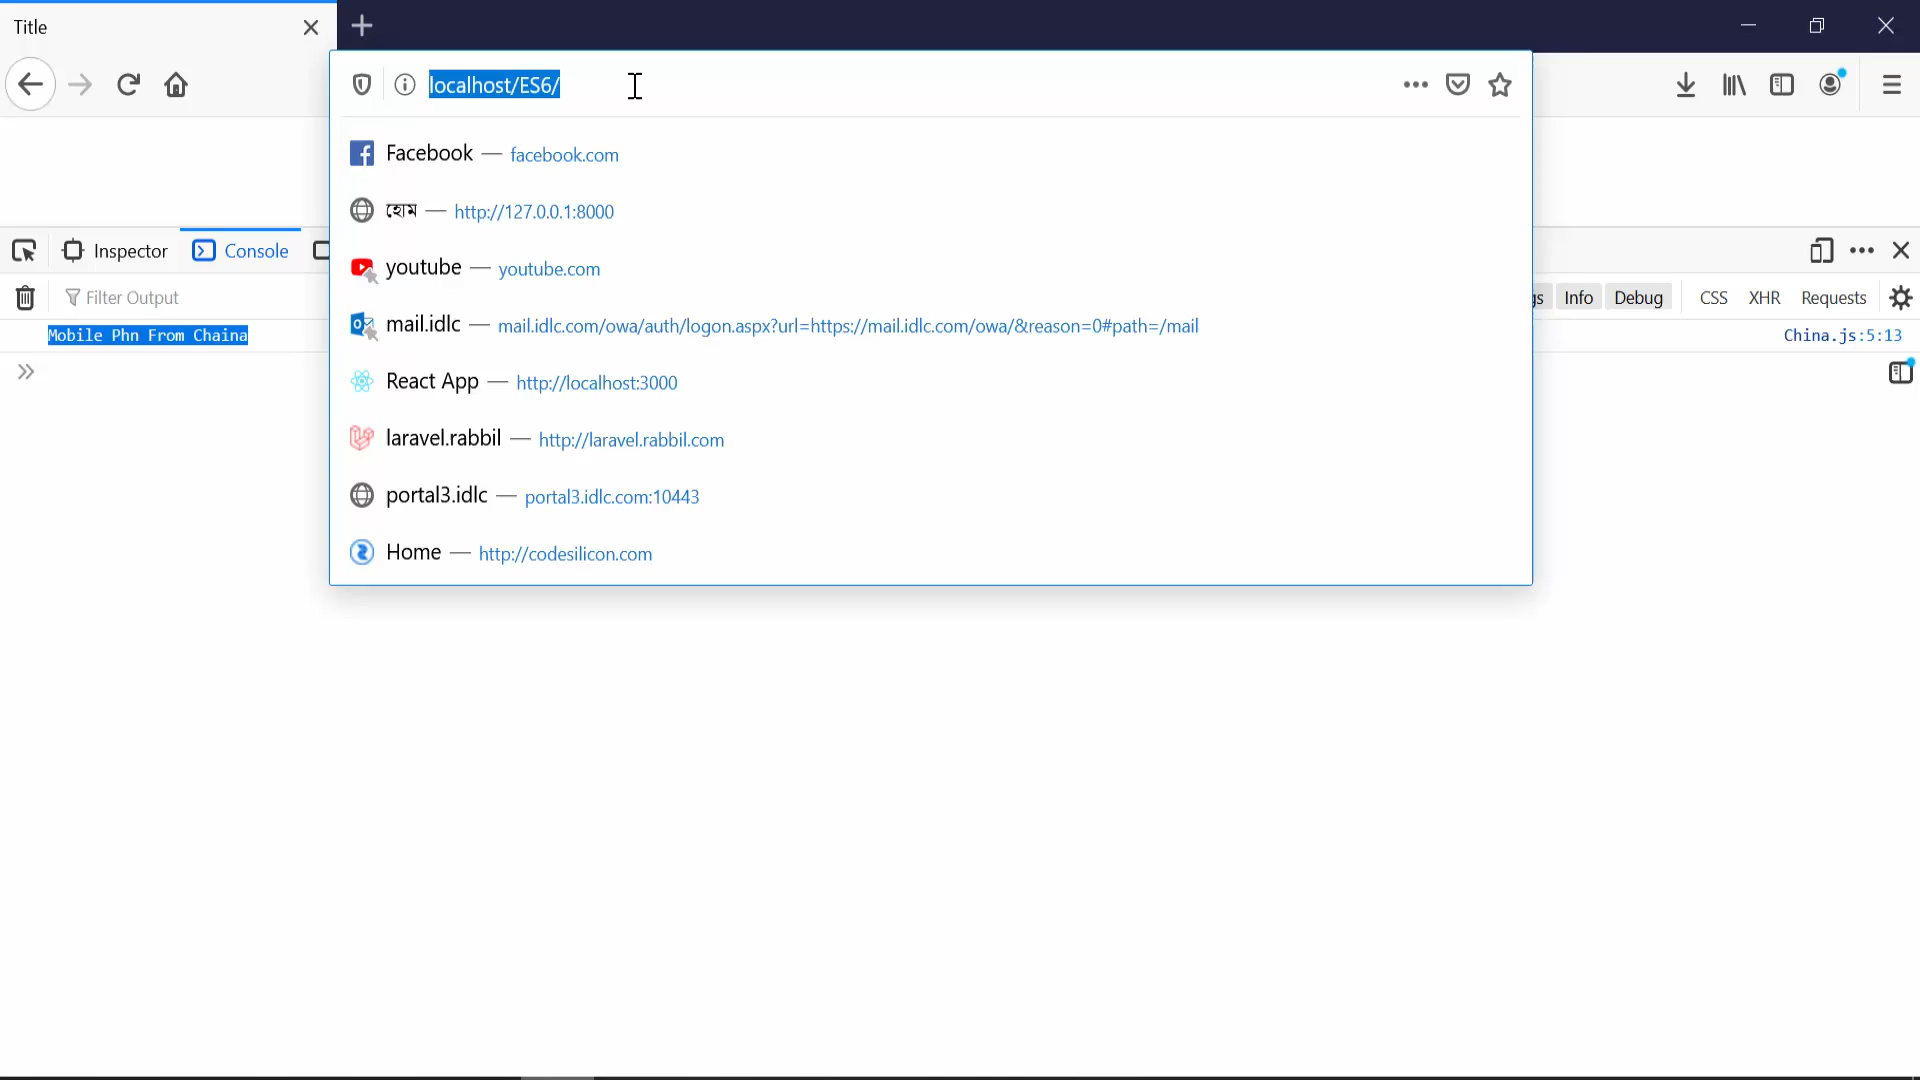 Title
localhost/ES6/
Facebook — facebook.com
হোম — http://127.0.0.1:8000
youtube — youtube.com
mail.idlc — mail.idlc.com/owa/auth/logon.aspx?url=https://mail.idlc.com/owa/&reason=0#path=/mail
React App — http://localhost:3000
laravel.rabbil — http://laravel.rabbil.com
portal3.idlc — portal3.idlc.com:10443
Home — http://codesilicon.com
Inspector Console
Filter Output
Info Debug CSS XHR Requests
Mobile Phn From Chaina China.js:5:13